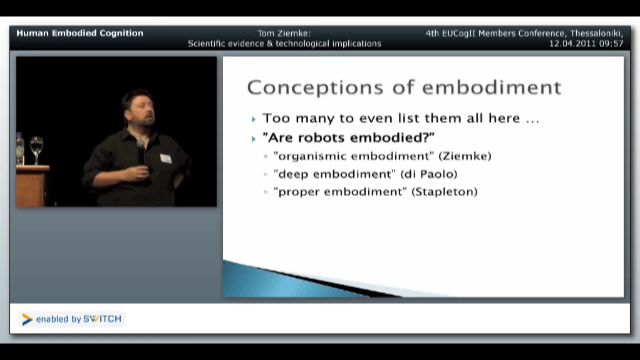 Human Embodied Cognition
Tom Ziemke:
Scientific evidence & technological implications
4th EUCogII Members Conference, Thessaloniki,
12.04.2011 09:57
Conceptions of embodiment
Too many to even list them all here ...
"Are robots embodied?"
"organismic embodiment" (Ziemke)
"deep embodiment" (di Paolo)
"proper embodiment" (Stapleton)
enabled by SWITCH